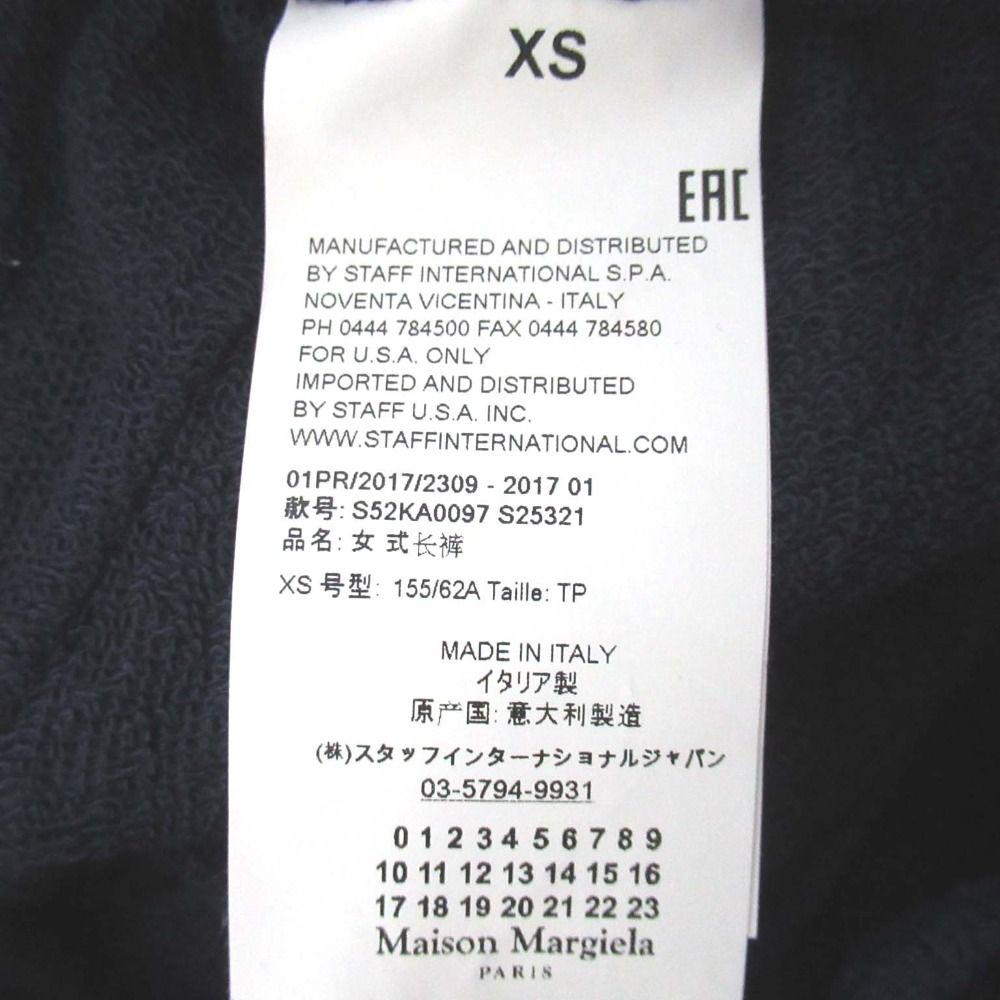 XS
EAC
MANUFACTURED AND DISTRIBUTED
BY STAFF INTERNATIONAL S.P.A.
NOVENTA VICENTINA - ITALY
PH 0444 784500 FAX 0444 784580
FOR U.S.A. ONLY
IMPORTED AND DISTRIBUTED
BY STAFF U.S.A. INC.
WWW.STAFFINTERNATIONAL.COM
01PR/2017/2309 - 2017 01
款号: S52KA0097 S25321
品名: 女 式长裤
XS 号型: 155/62A Taille: TP
MADE IN ITALY
イタリア製
原产国: 意大利製造
(株)スタッフインターナショナルジャパン
03-5794-9931
0 1 2 3 4 5 6 7 8 9
10 11 12 13 14 15 16
17 18 19 20 21 22 23
Maison Margiela
PARIS